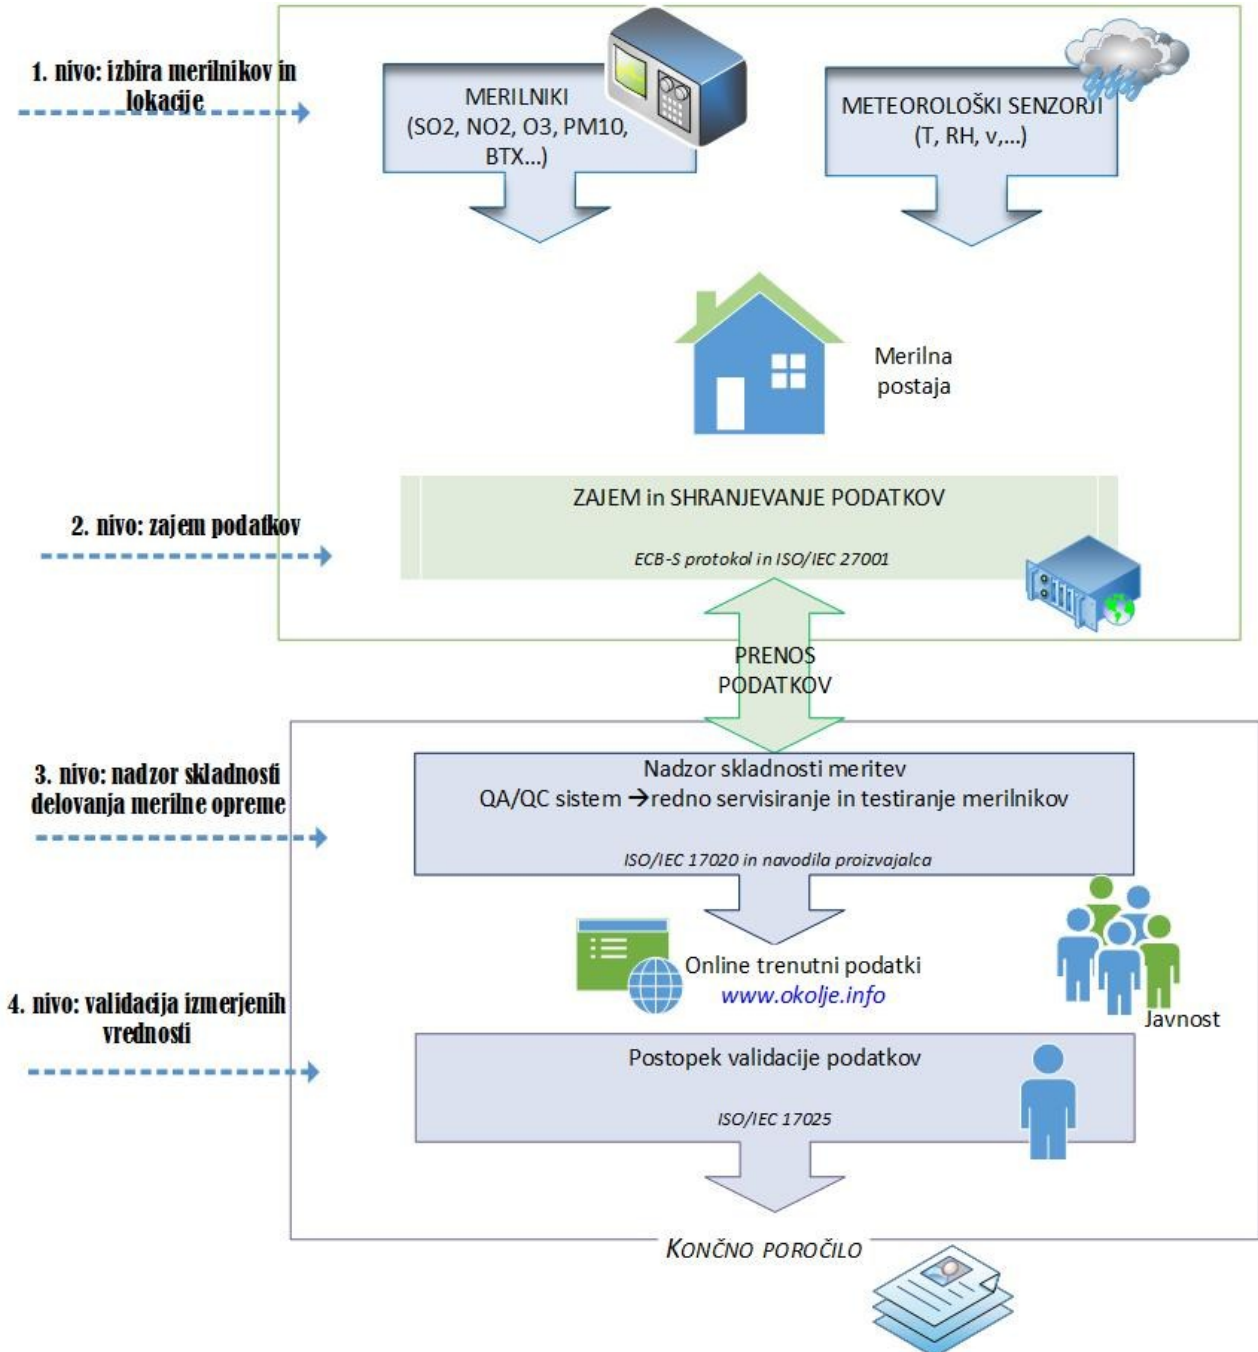 1. nivo: izbira merilnikov in
lokacije
MERILNIKI
(SO2, NO2, O3, PM10,
BTX...)
METEOROLOŠKI SENZORJI
(T, RH, v,...)
Merilna
postaja
2. nivo: zajem podatkov
ZAJEM in SHRANJEVANJE PODATKOV
ECB-S protokol in ISO/IEC 27001
PRENOS
PODATKOV
3. nivo: nadzor skladnosti
delovanja merilne opreme
Nadzor skladnosti meritev
QA/QC sistem →redno servisiranje in testiranje merilnikov
ISO/IEC 17020 in navodila proizvajalca
Online trenutni podatki
www.okolje.info
Javnost
4. nivo: validacija izmerjenih
vrednosti
Postopek validacije podatkov
ISO/IEC 17025
KONČNO POROČILO